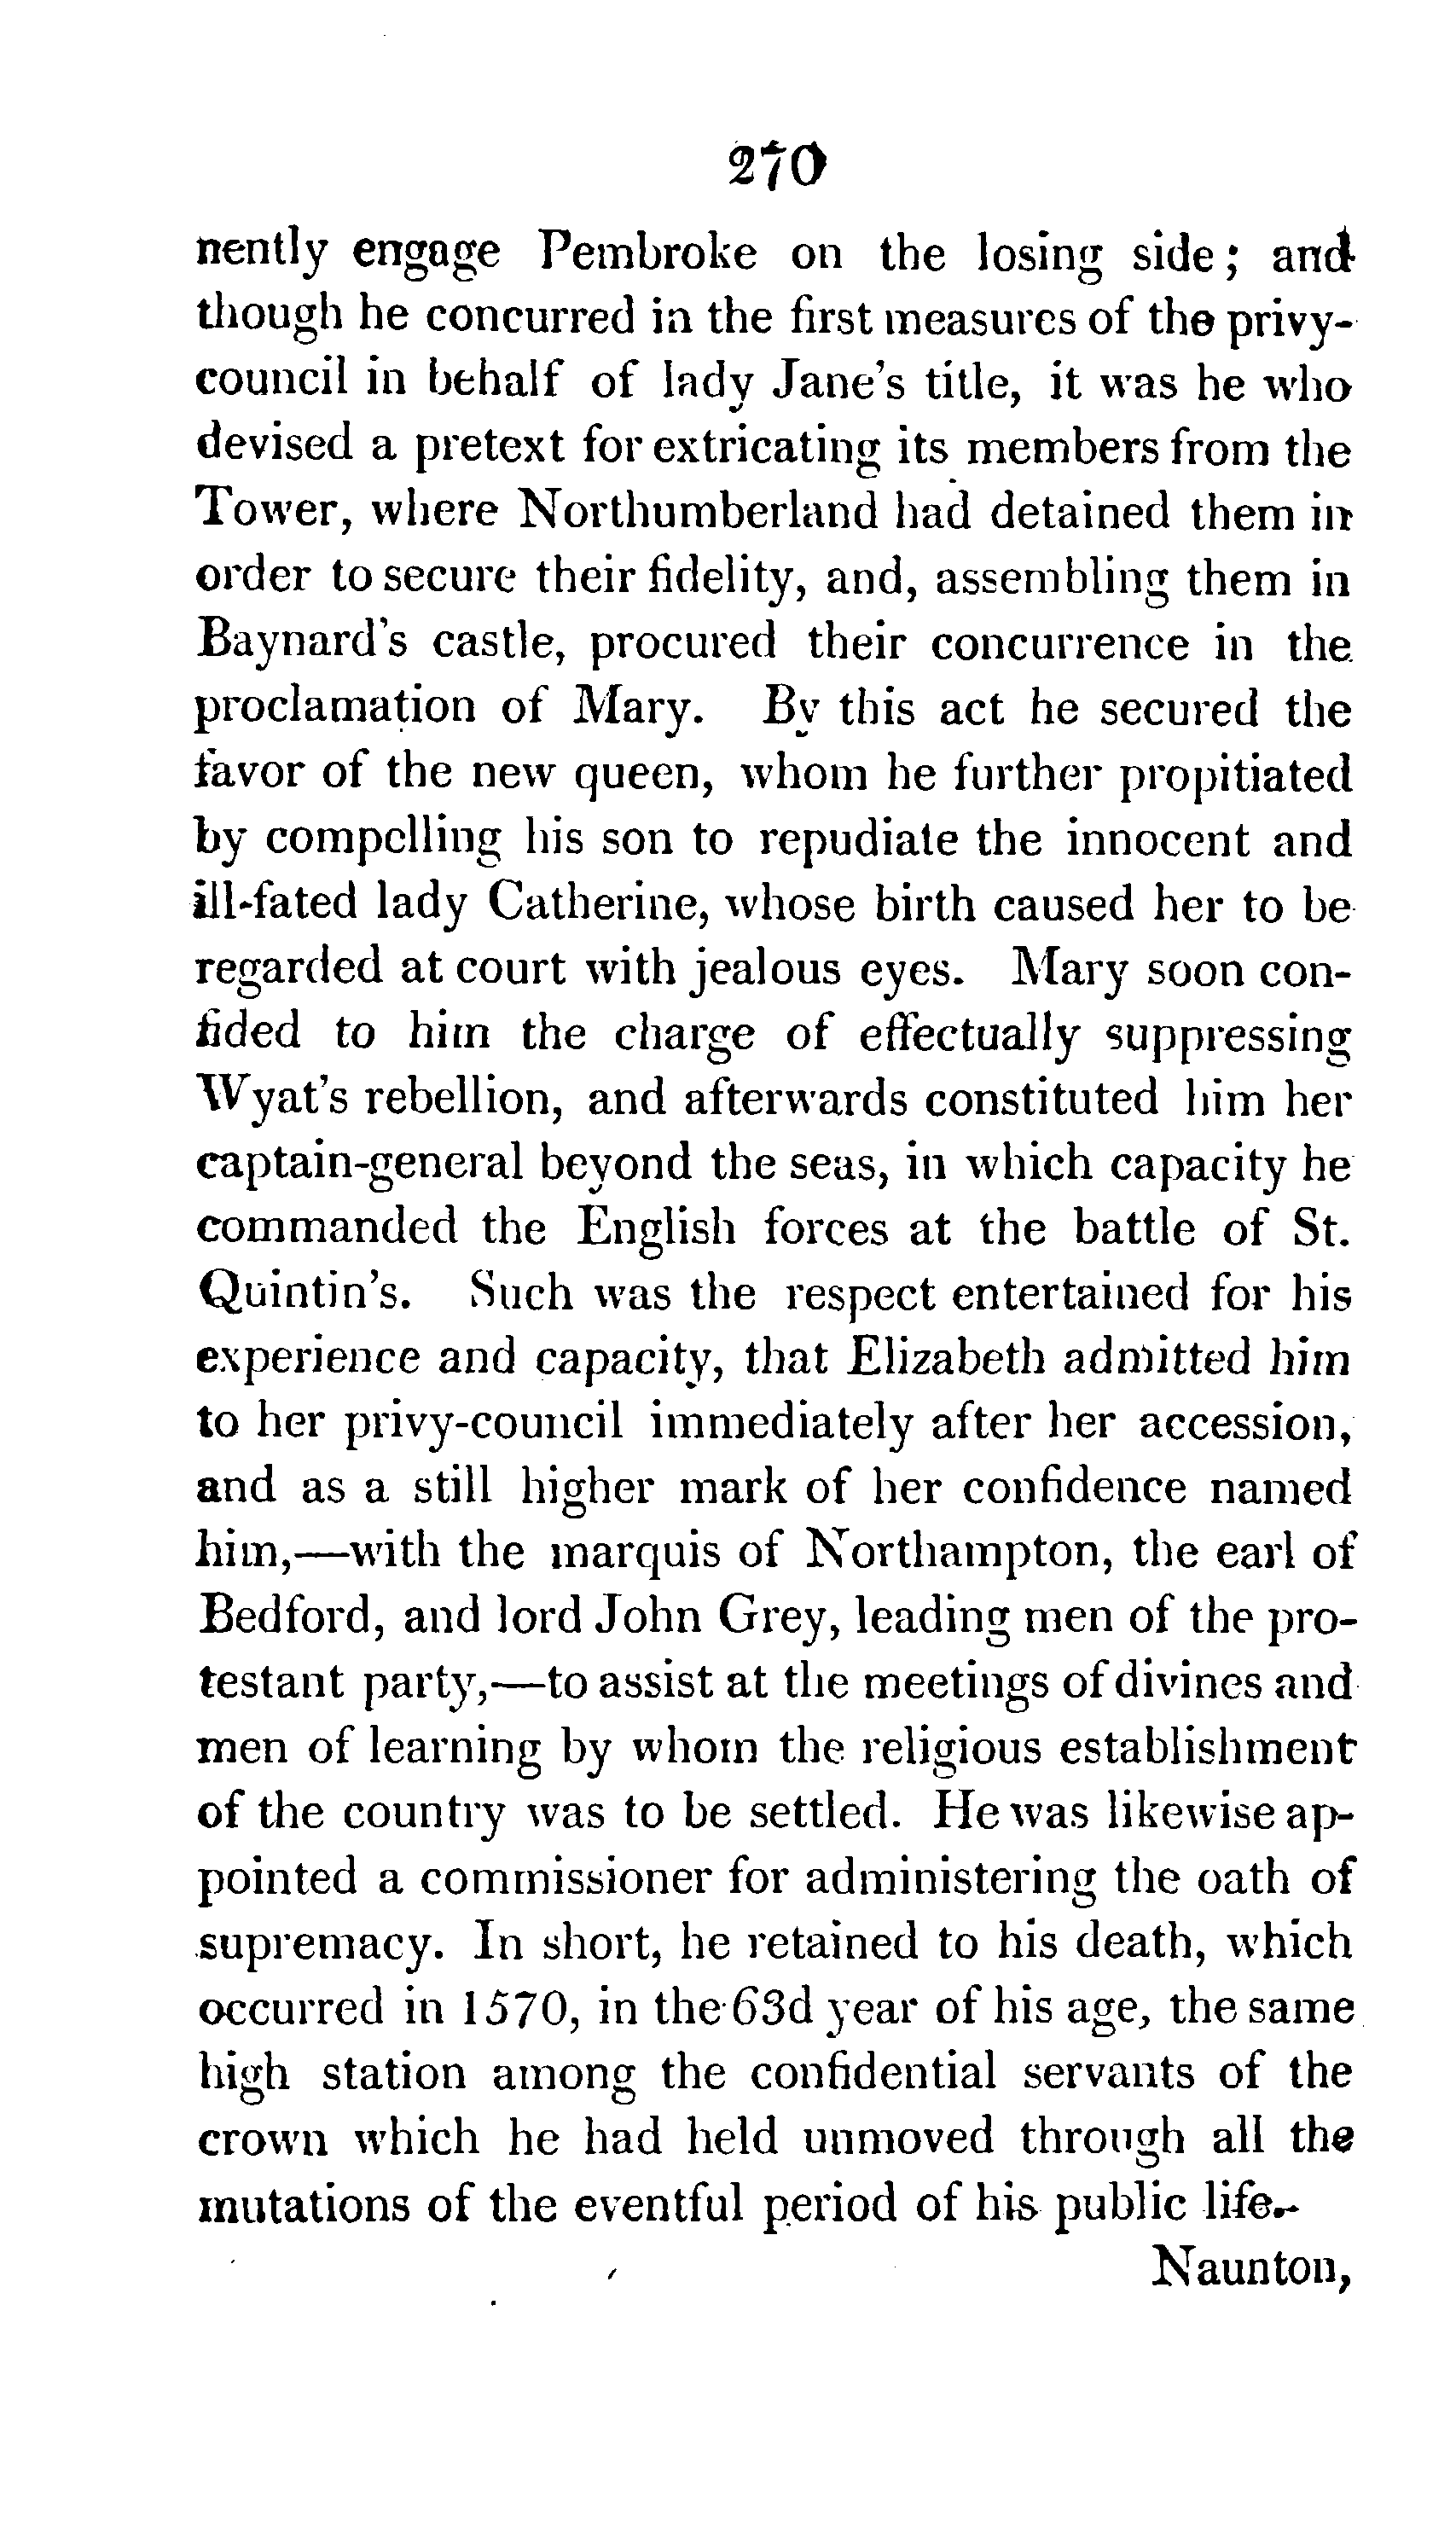 270
nently engage Pembroke on the losing side; and
though he concurred in the first measures of the privy-
council in behalf of lady Jane's title, it was he who
devised a pretext for extricating its members from the
Tower, where Northumberland had detained them in
order to secure their fidelity, and, assembling them in
Baynard's castle, procured their concurrence in the
proclamation of Mary. By this act he secured the
favor of the new queen, whom he further propitiated
by compelling his son to repudiate the innocent and
ill-fated lady Catherine, whose birth caused her to be
regarded at court with jealous eyes. Mary soon con-
fided to him the charge of effectually suppressing
Wyat's rebellion, and afterwards constituted him her
captain-general beyond the seas, in which capacity he
commanded the English forces at the battle of St.
Quintin's. Such was the respect entertained for his
experience and capacity, that Elizabeth admitted him
to her privy-council immediately after her accession,
and as a still higher mark of her confidence named
him,—with the marquis of Northampton, the earl of
Bedford, and lord John Grey, leading men of the pro-
testant party,—to assist at the meetings of divines and
men of learning by whom the religious establishment
of the country was to be settled. He was likewise ap-
pointed a commissioner for administering the oath of
supremacy. In short, he retained to his death, which
occurred in 1570, in the 63d year of his age, the same
high station among the confidential servants of the
crown which he had held unmoved through all the
mutations of the eventful period of his public life.
Naunton,